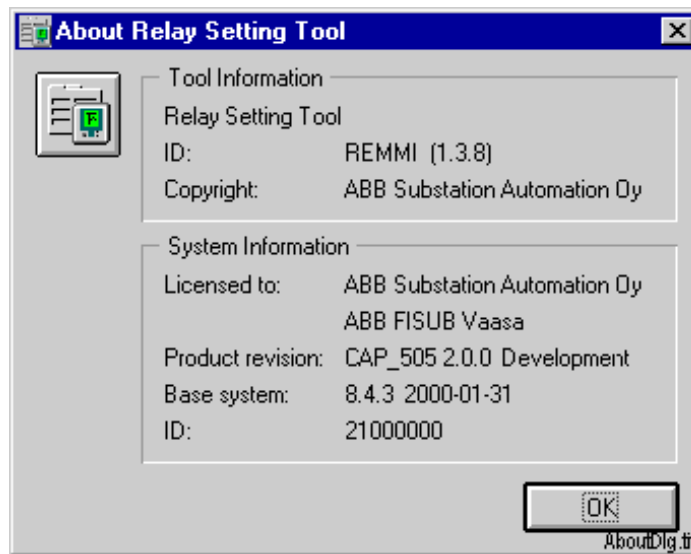 About Relay Setting Tool
Tool Information
Relay Setting Tool
ID: REMMI (1.3.8)
Copyright: ABB Substation Automation Oy
System Information
Licensed to: ABB Substation Automation Oy
ABB FISUB Vaasa
Product revision: CAP_505 2.0.0 Development
Base system: 8.4.3 2000-01-31
ID: 21000000
OK